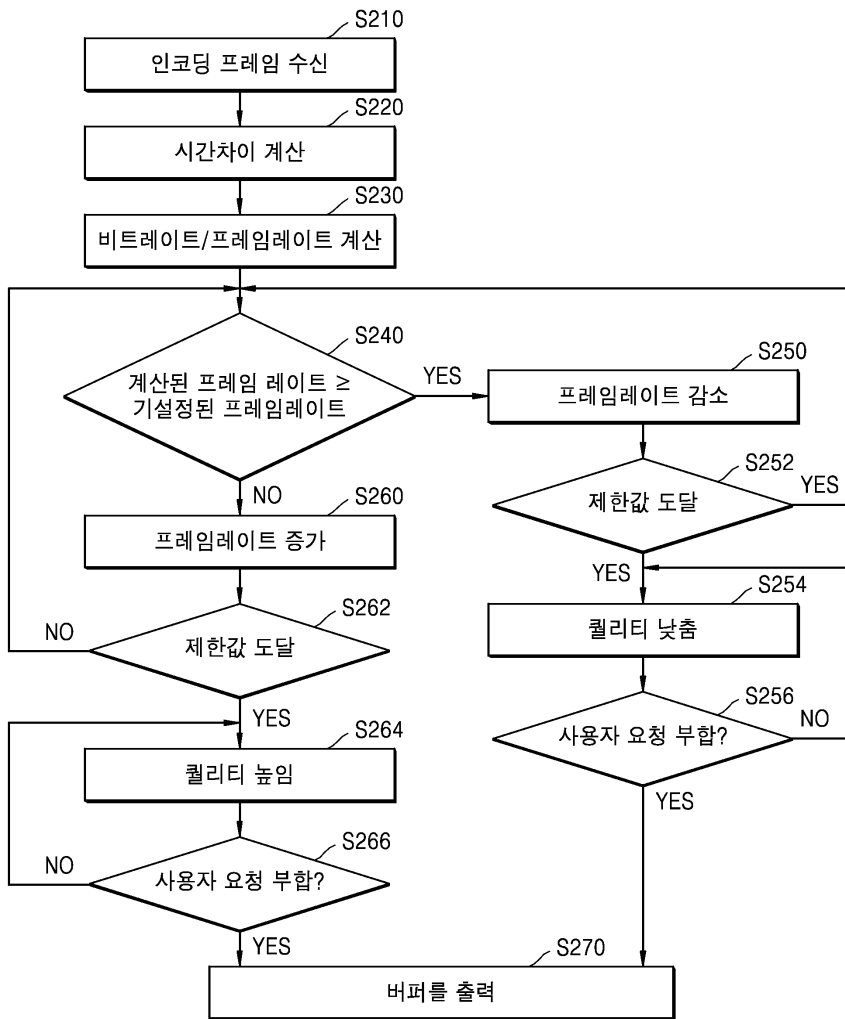 S210
인코딩 프레임 수신
S220
시간차이 계산
S230
비트레이트/프레임레이트 계산
S240
계산된 프레임 레이트 ≥
기설정된 프레임레이트
YES
S250
프레임레이트 감소
S252
제한값 도달
YES
YES
S254
퀄리티 낮춤
S256
사용자 요청 부합?
NO
YES
NO
S260
프레임레이트 증가
S262
제한값 도달
NO
YES
S264
퀄리티 높임
S266
사용자 요청 부합?
NO
YES
S270
버퍼를 출력